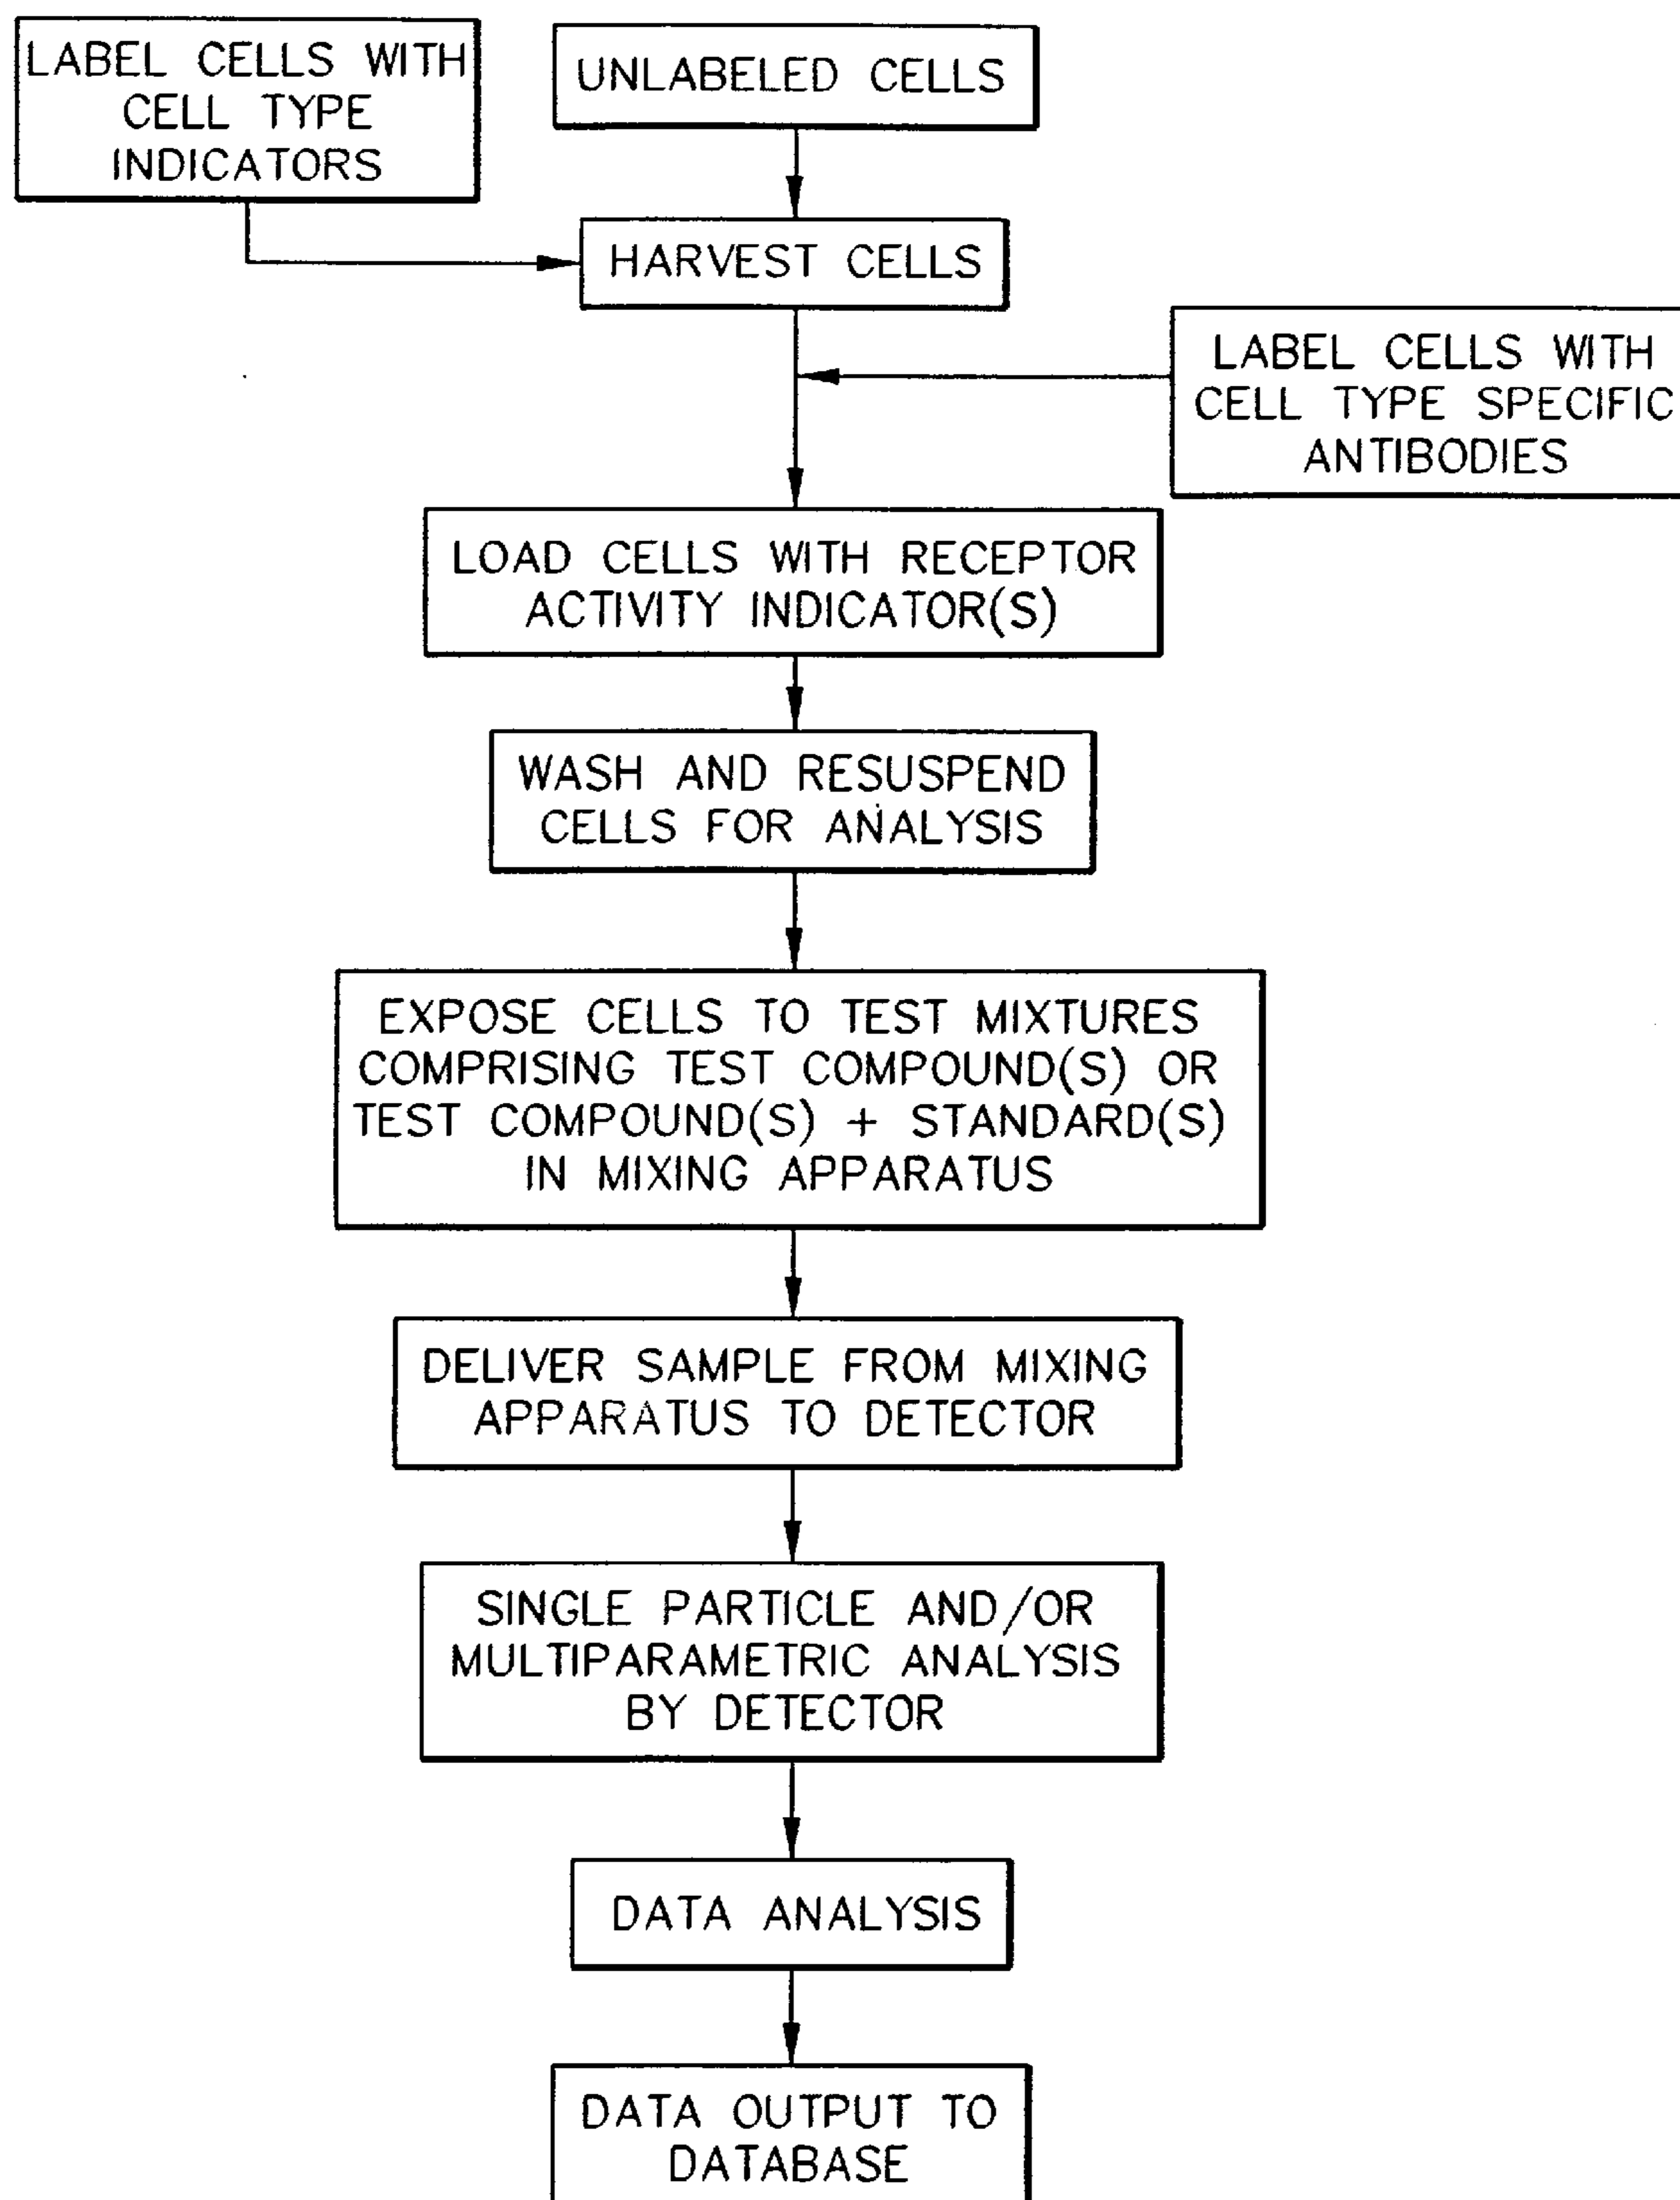 LABEL CELLS WITH
CELL TYPE
INDICATORS
UNLABELED CELLS
HARVEST CELLS
LABEL CELLS WITH
CELL TYPE SPECIFIC
ANTIBODIES
LOAD CELLS WITH RECEPTOR
ACTIVITY INDICATOR(S)
WASH AND RESUSPEND
CELLS FOR ANALYSIS
EXPOSE CELLS TO TEST MIXTURES
COMPRISING TEST COMPOUND(S) OR
TEST COMPOUND(S) + STANDARD(S)
IN MIXING APPARATUS
DELIVER SAMPLE FROM MIXING
APPARATUS TO DETECTOR
SINGLE PARTICLE AND/OR
MULTIPARAMETRIC ANALYSIS
BY DETECTOR
DATA ANALYSIS
DATA OUTPUT TO
DATABASE